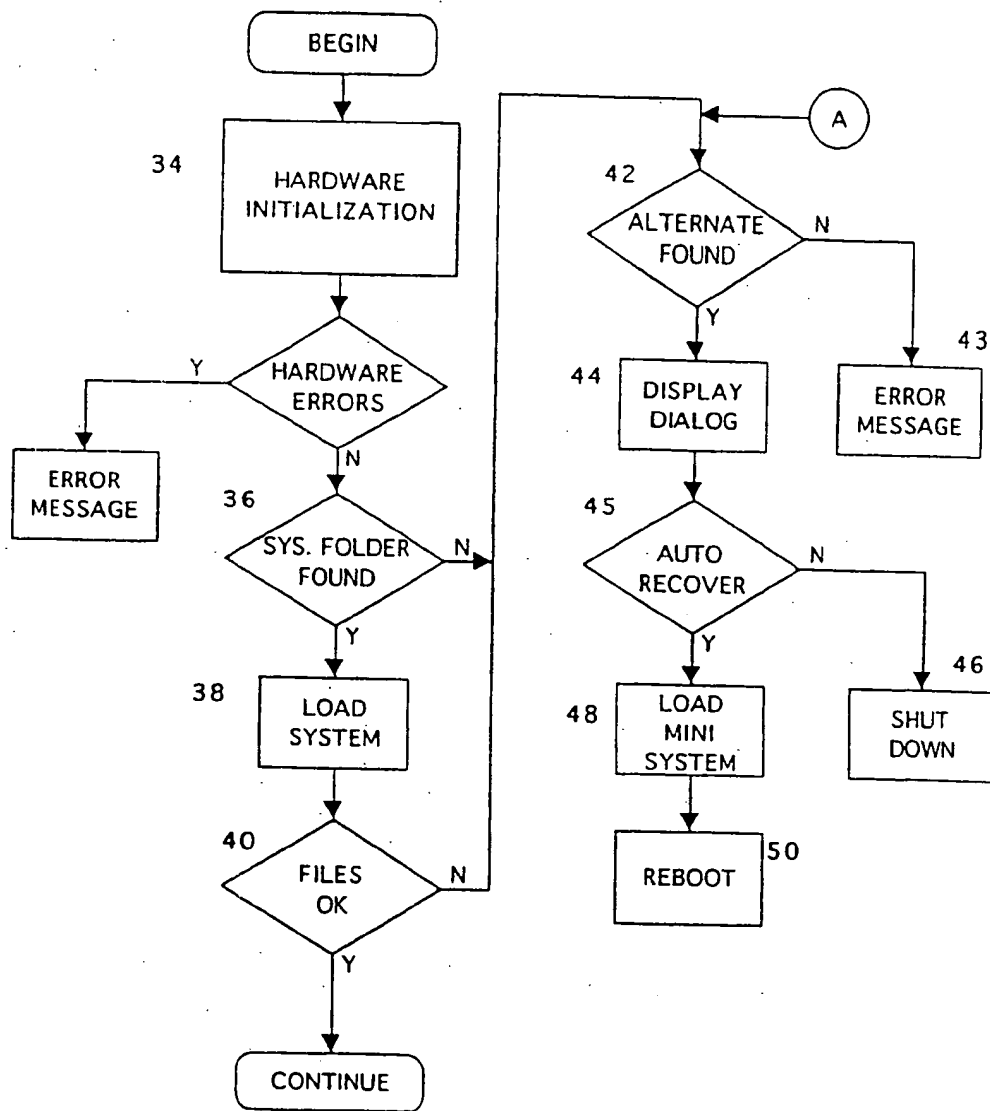 BEGIN
34
HARDWARE
INITIALIZATION
HARDWARE
ERRORS
Y
N
ERROR
MESSAGE
36
SYS. FOLDER
FOUND
N
Y
38
LOAD
SYSTEM
40
FILES
OK
N
Y
CONTINUE
A
42
ALTERNATE
FOUND
N
Y
43
ERROR
MESSAGE
44
DISPLAY
DIALOG
45
AUTO
RECOVER
N
Y
46
SHUT
DOWN
48
LOAD
MINI
SYSTEM
50
REBOOT